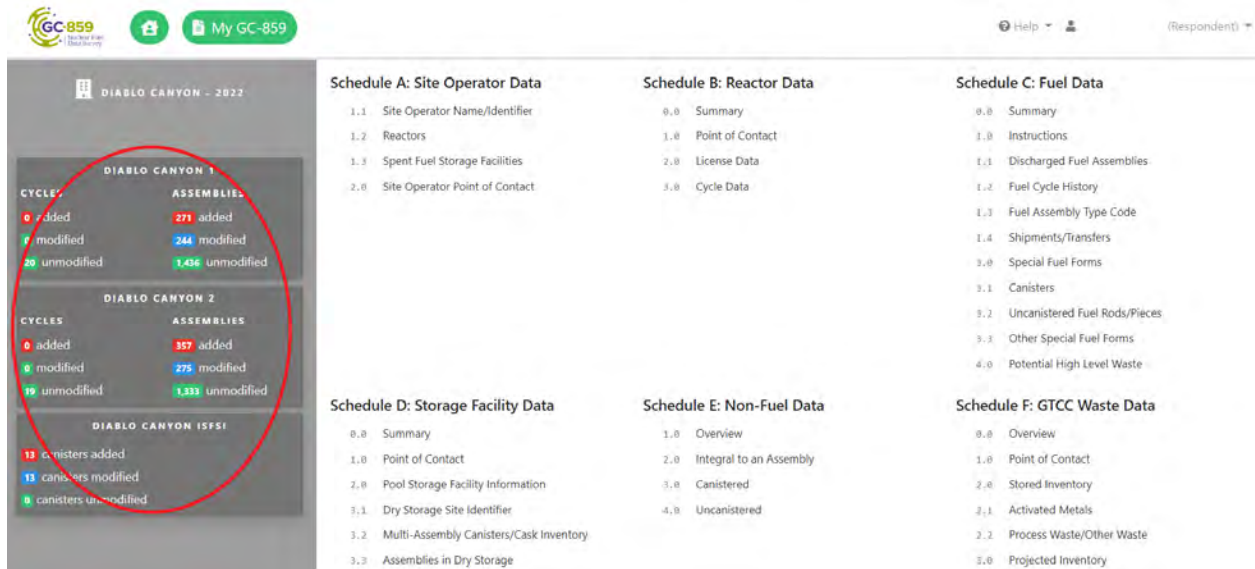 GC-859
Nuclear Fuel
Data Survey
My GC-859
Help
(Respondent)
DIABLO CANYON - 2022
DIABLO CANYON 1
CYCLES ASSEMBLIES
0 added 271 added
0 modified 244 modified
20 unmodified 1,436 unmodified
DIABLO CANYON 2
CYCLES ASSEMBLIES
0 added 357 added
0 modified 275 modified
19 unmodified 1,333 unmodified
DIABLO CANYON ISFSI
13 canisters added
13 canisters modified
0 canisters unmodified
Schedule A: Site Operator Data
1.1 Site Operator Name/Identifier
1.2 Reactors
1.3 Spent Fuel Storage Facilities
2.0 Site Operator Point of Contact
Schedule B: Reactor Data
0.0 Summary
1.0 Point of Contact
2.0 License Data
3.0 Cycle Data
Schedule C: Fuel Data
0.0 Summary
1.0 Instructions
1.1 Discharged Fuel Assemblies
1.2 Fuel Cycle History
1.3 Fuel Assembly Type Code
1.4 Shipments/Transfers
3.0 Special Fuel Forms
3.1 Canisters
3.2 Uncanistered Fuel Rods/Pieces
3.3 Other Special Fuel Forms
4.0 Potential High Level Waste
Schedule D: Storage Facility Data
0.0 Summary
1.0 Point of Contact
2.0 Pool Storage Facility Information
3.1 Dry Storage Site Identifier
3.2 Multi-Assembly Canisters/Cask Inventory
3.3 Assemblies in Dry Storage
Schedule E: Non-Fuel Data
1.0 Overview
2.0 Integral to an Assembly
3.0 Canistered
4.0 Uncanistered
Schedule F: GTCC Waste Data
0.0 Overview
1.0 Point of Contact
2.0 Stored Inventory
2.1 Activated Metals
2.2 Process Waste/Other Waste
3.0 Projected Inventory